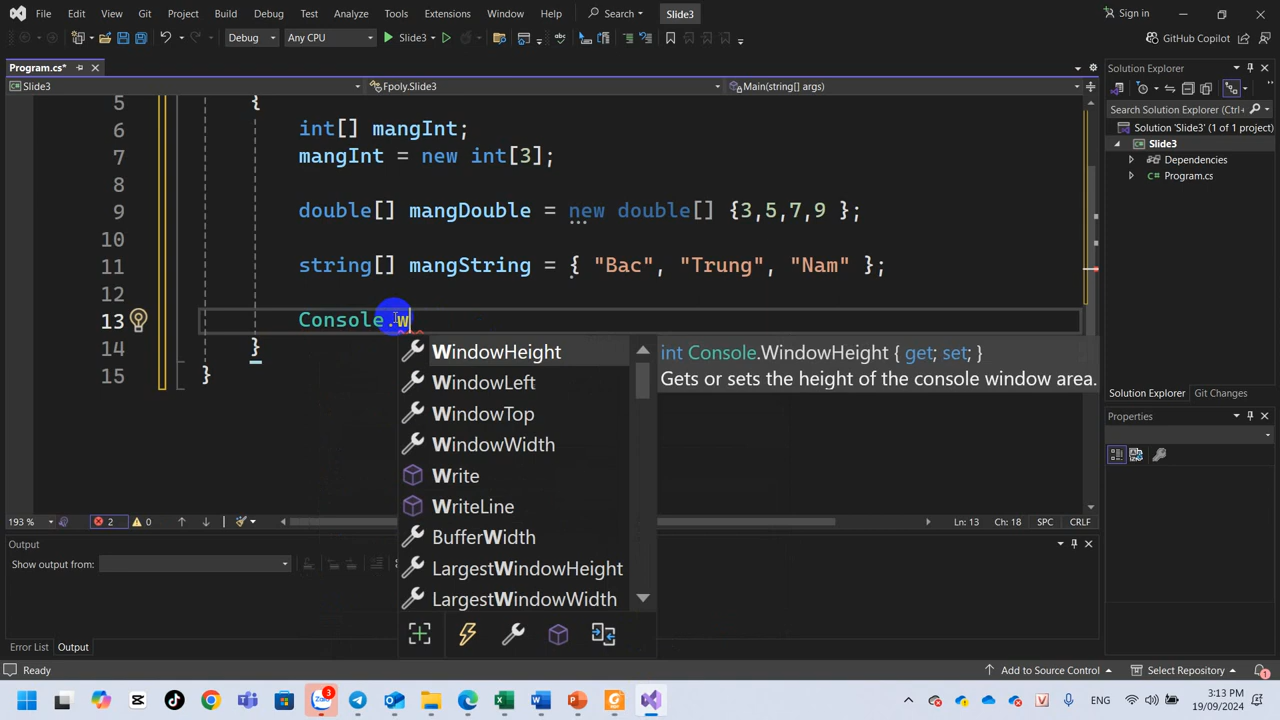 File Edit View Git Project Build Debug Test Analyze Tools Extensions Window Help Search Slide3 Sign in
Debug Any CPU Slide3 GitHub Copilot
Program.cs* Solution Explorer
Slide3 Fpoly.Slide3 Main(string[] args)
Search Solution Explorer (Ctrl+
Solution 'Slide3' (1 of 1 project)
Slide3
Dependencies
Program.cs
5 {
6 int[] mangInt;
7 mangInt = new int[3];
8
9 double[] mangDouble = new double[] {3,5,7,9 };
10
11 string[] mangString = { "Bac", "Trung", "Nam" };
12
13 Console.w
14 }
15 }
WindowHeight
WindowLeft
WindowTop
WindowWidth
Write
WriteLine
BufferWidth
LargestWindowHeight
LargestWindowWidth
int Console.WindowHeight { get; set; }
Gets or sets the height of the console window area.
Solution Explorer Git Changes
Properties
193 % 2 0 Ln: 13 Ch: 18 SPC CRLF
Output
Show output from:
Error List Output
Ready Add to Source Control Select Repository 1
3 ENG 3:13 PM
19/09/2024